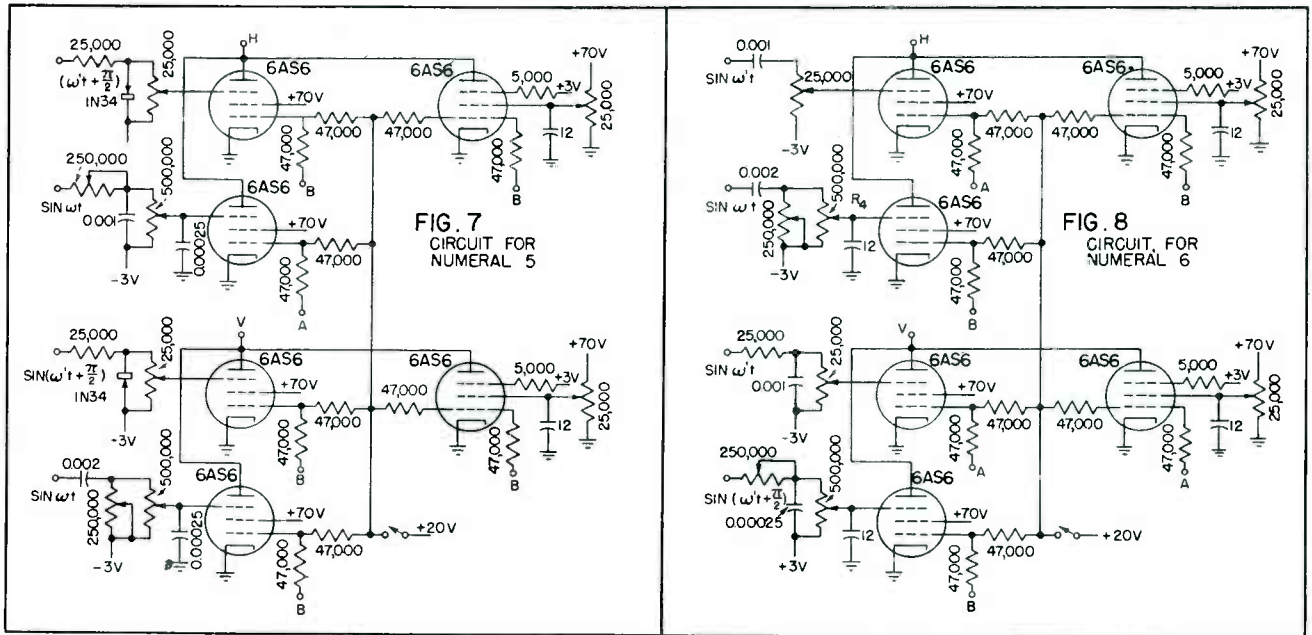 25,000
(ω't + π/2)
1N34
-3V
25,000
H
6AS6
+70V
47,000
B
47,000
6AS6
5,000
+3V
+70V
25,000
12
47,000
B
250,000
SIN ωt
0.001
-3V
500,000
0.00025
6AS6
+70V
47,000
47,000
A
FIG. 7
CIRCUIT FOR
NUMERAL 5
25,000
SIN(ω't + π/2)
1N34
-3V
25,000
V
6AS6
+70V
47,000
B
47,000
6AS6
5,000
+3V
+70V
25,000
12
47,000
B
0.002
SIN ωt
250,000
-3V
500,000
0.00025
6AS6
+70V
47,000
47,000
B
+20V
0.001
SIN ω't
25,000
-3V
H
6AS6
+70V
47,000
A
47,000
6AS6
5,000
+3V
+70V
25,000
12
47,000
B
0.002
SIN ωt
250,000
-3V
500,000
R4
12
6AS6
+70V
47,000
47,000
B
FIG. 8
CIRCUIT, FOR
NUMERAL 6
25,000
SIN ω't
0.001
-3V
25,000
V
6AS6
+70V
47,000
A
47,000
6AS6
5,000
+3V
+70V
25,000
12
47,000
A
250,000
SIN (ω't + π/2)
0.00025
+3V
500,000
12
6AS6
+70V
47,000
47,000
B
+20V